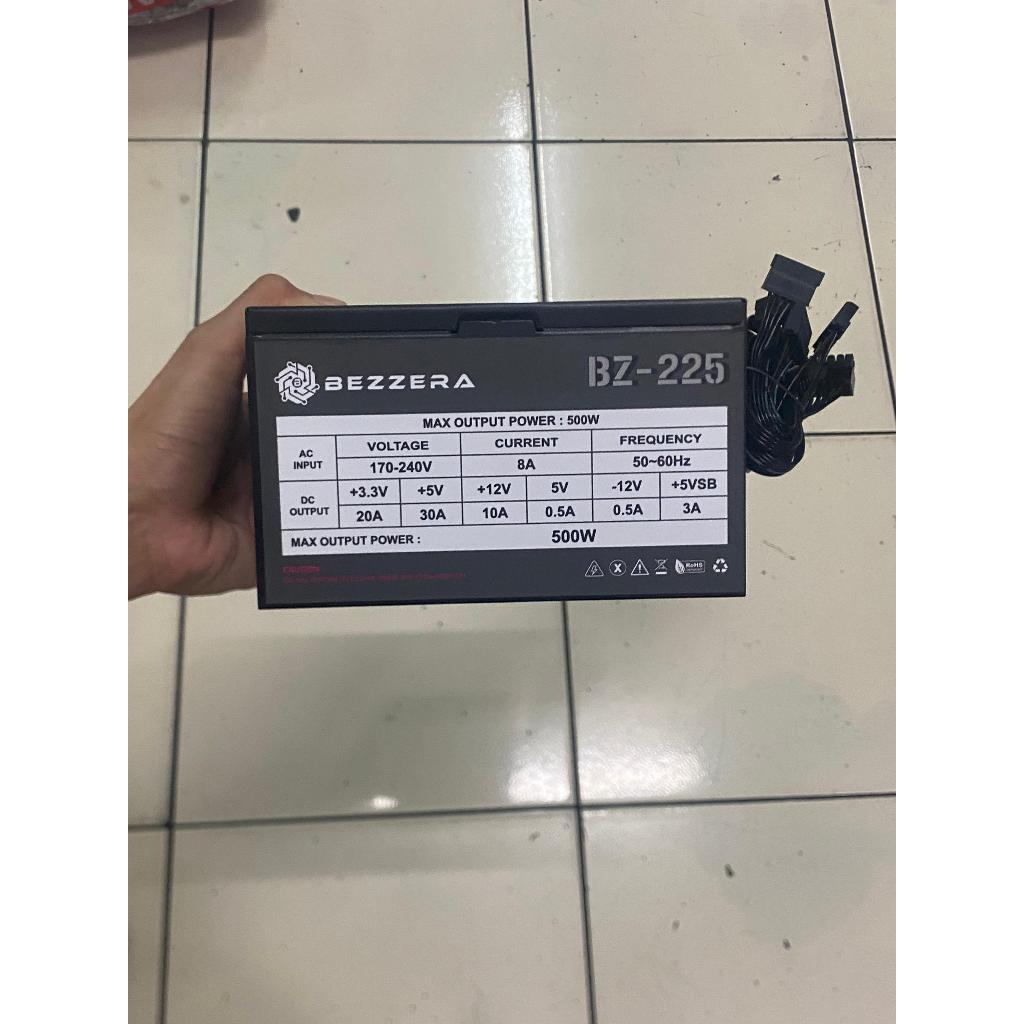 BEZZERA
BZ-225
MAX OUTPUT POWER : 500W
AC INPUT VOLTAGE CURRENT FREQUENCY
170-240V 8A 50~60Hz
DC OUTPUT +3.3V +5V +12V 5V -12V +5VSB
20A 30A 10A 0.5A 0.5A 3A
MAX OUTPUT POWER : 500W
CAUTION
RoHS